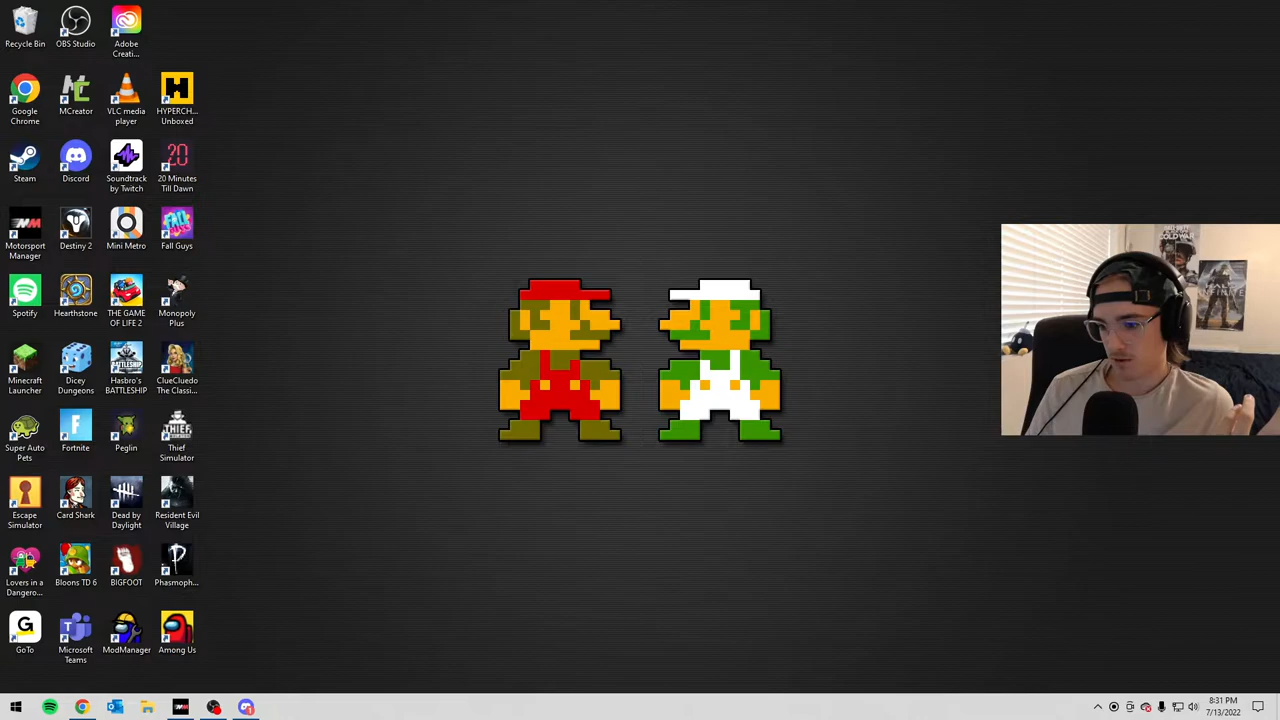 Recycle Bin
OBS Studio
Adobe
Creati...
Google
Chrome
MCreator
VLC media
player
HYPERCH...
Unboxed
Steam
Discord
Soundtrack
by Twitch
20 Minutes
Till Dawn
Motorsport
Manager
Destiny 2
Mini Metro
Fall Guys
Spotify
Hearthstone
THE GAME
OF LIFE 2
Monopoly
Plus
Minecraft
Launcher
Dicey
Dungeons
Hasbro's
BATTLESHIP
ClueCluedo
The Classi...
Super Auto
Pets
Fortnite
Peglin
Thief
Simulator
Escape
Simulator
Card Shark
Dead by
Daylight
Resident Evil
Village
Lovers in a
Dangero...
Bloons TD 6
BIGFOOT
Phasmoph...
GoTo
Microsoft
Teams
ModManager
Among Us
COLD WAR
HALO
INFINITE
8:31 PM
7/13/2022